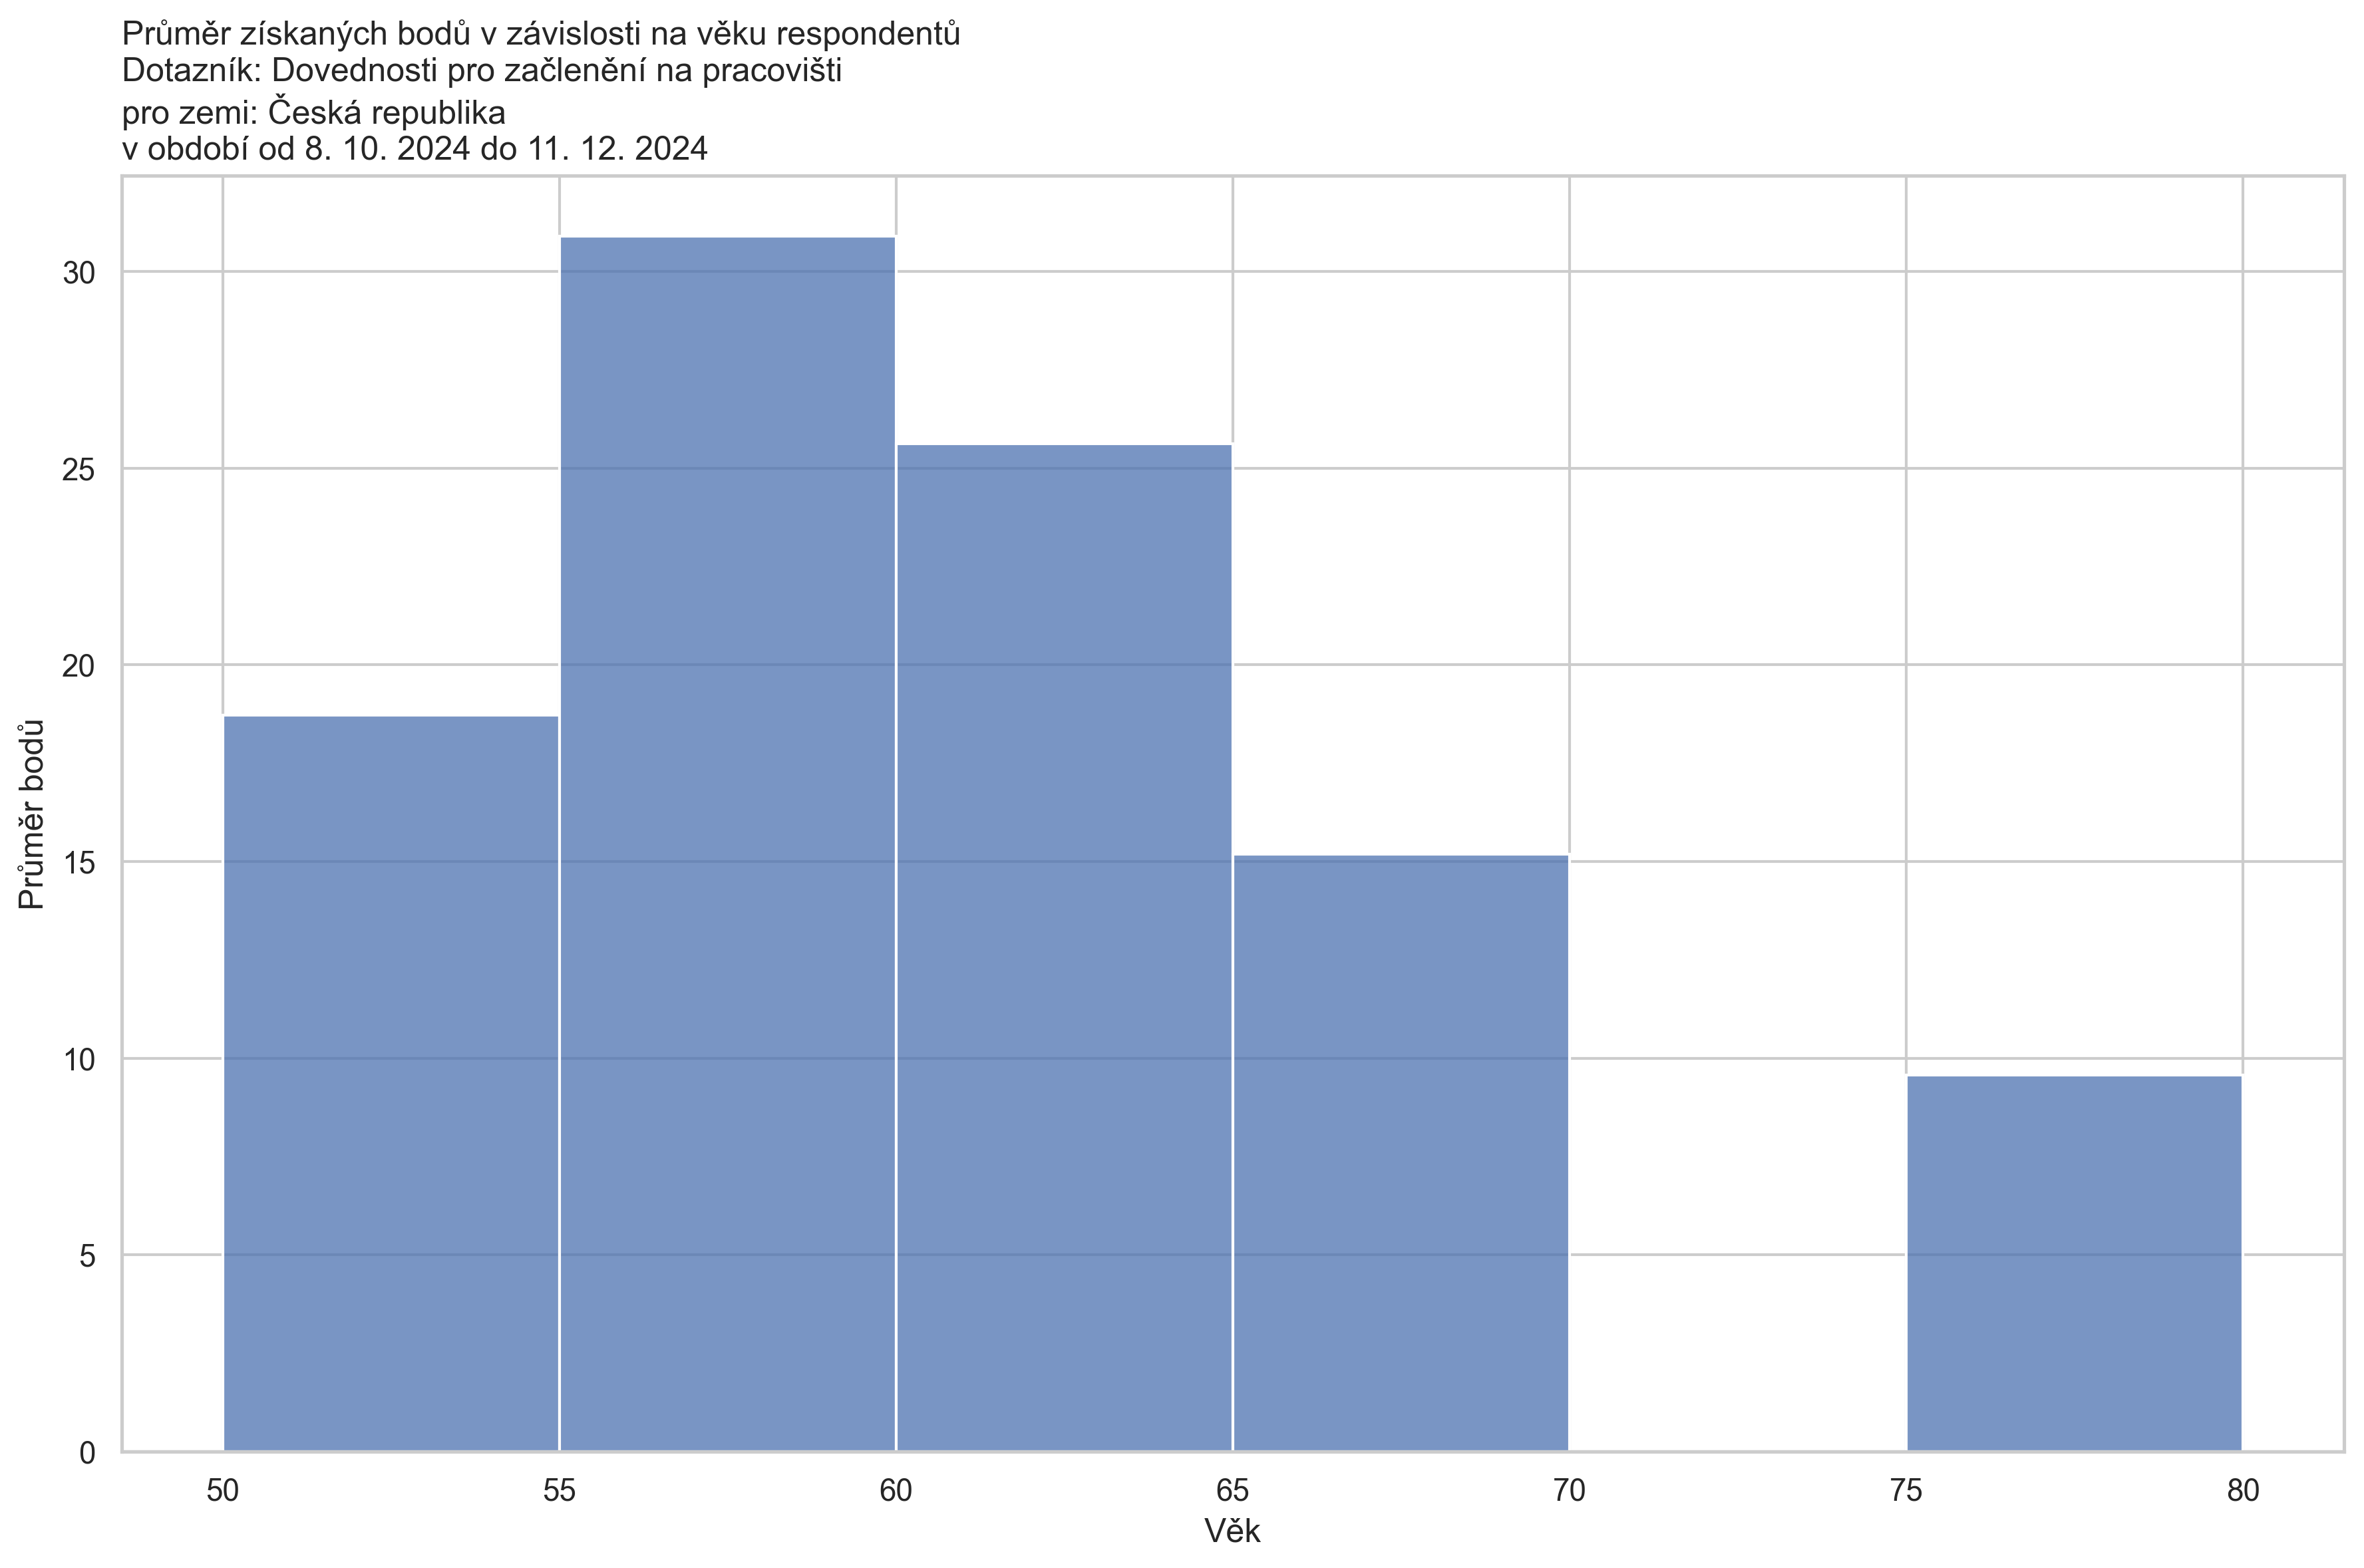 Průměr získaných bodů v závislosti na věku respondentů
Dotazník: Dovednosti pro začlenění na pracovišti
pro zemi: Česká republika
v období od 8. 10. 2024 do 11. 12. 2024
30
25
20
15
10
5
0
Průměr bodů
50 55 60 65 70 75 80
Věk